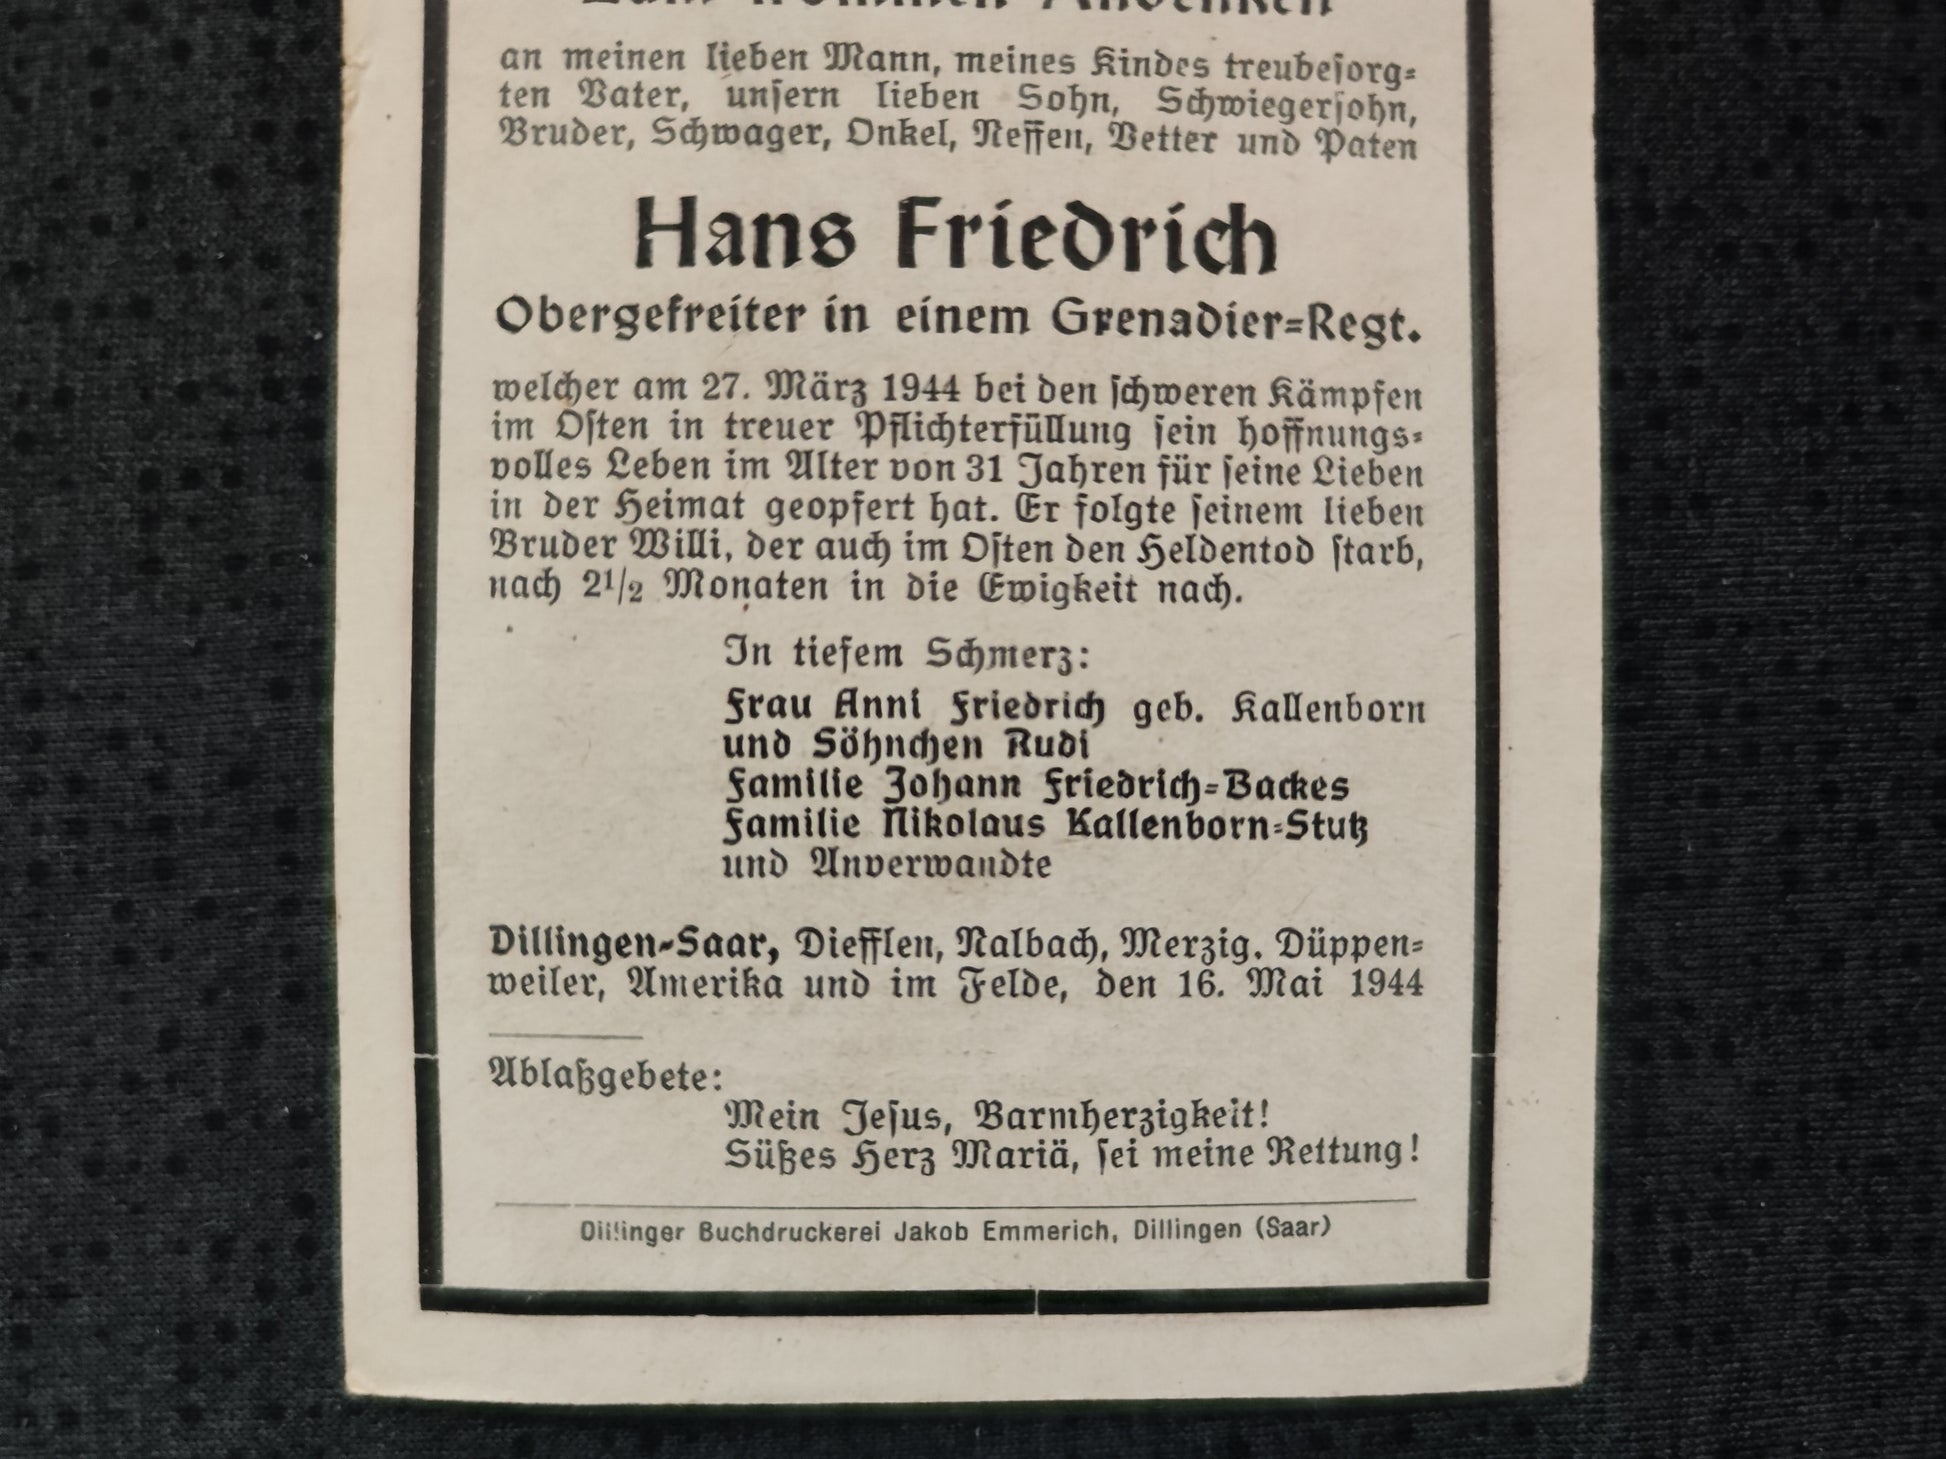 Zum frommen Andenken
an meinen lieben Mann, meines Kindes treubesorg-
ten Vater, unsern lieben Sohn, Schwiegersohn,
Bruder, Schwager, Onkel, Neffen, Vetter und Paten
Hans Friedrich
Obergefreiter in einem Grenadier-Regt.
welcher am 27. März 1944 bei den schweren Kämpfen
im Osten in treuer Pflichterfüllung sein hoffnungs-
volles Leben im Alter von 31 Jahren für seine Lieben
in der Heimat geopfert hat. Er folgte seinem lieben
Bruder Willi, der auch im Osten den Heldentod starb,
nach 2½ Monaten in die Ewigkeit nach.
In tiefem Schmerz:
Frau Anni Friedrich geb. Kallenborn
und Söhnchen Rudi
Familie Johann Friedrich-Backes
Familie Nikolaus Kallenborn-Stutz
und Anverwandte
Dillingen-Saar, Diefflen, Nalbach, Merzig, Düppen-
weiler, Amerika und im Felde, den 16. Mai 1944
Ablaßgebete:
Mein Jesus, Barmherzigkeit!
Süßes Herz Mariä, sei meine Rettung!
Dillinger Buchdruckerei Jakob Emmerich, Dillingen (Saar)